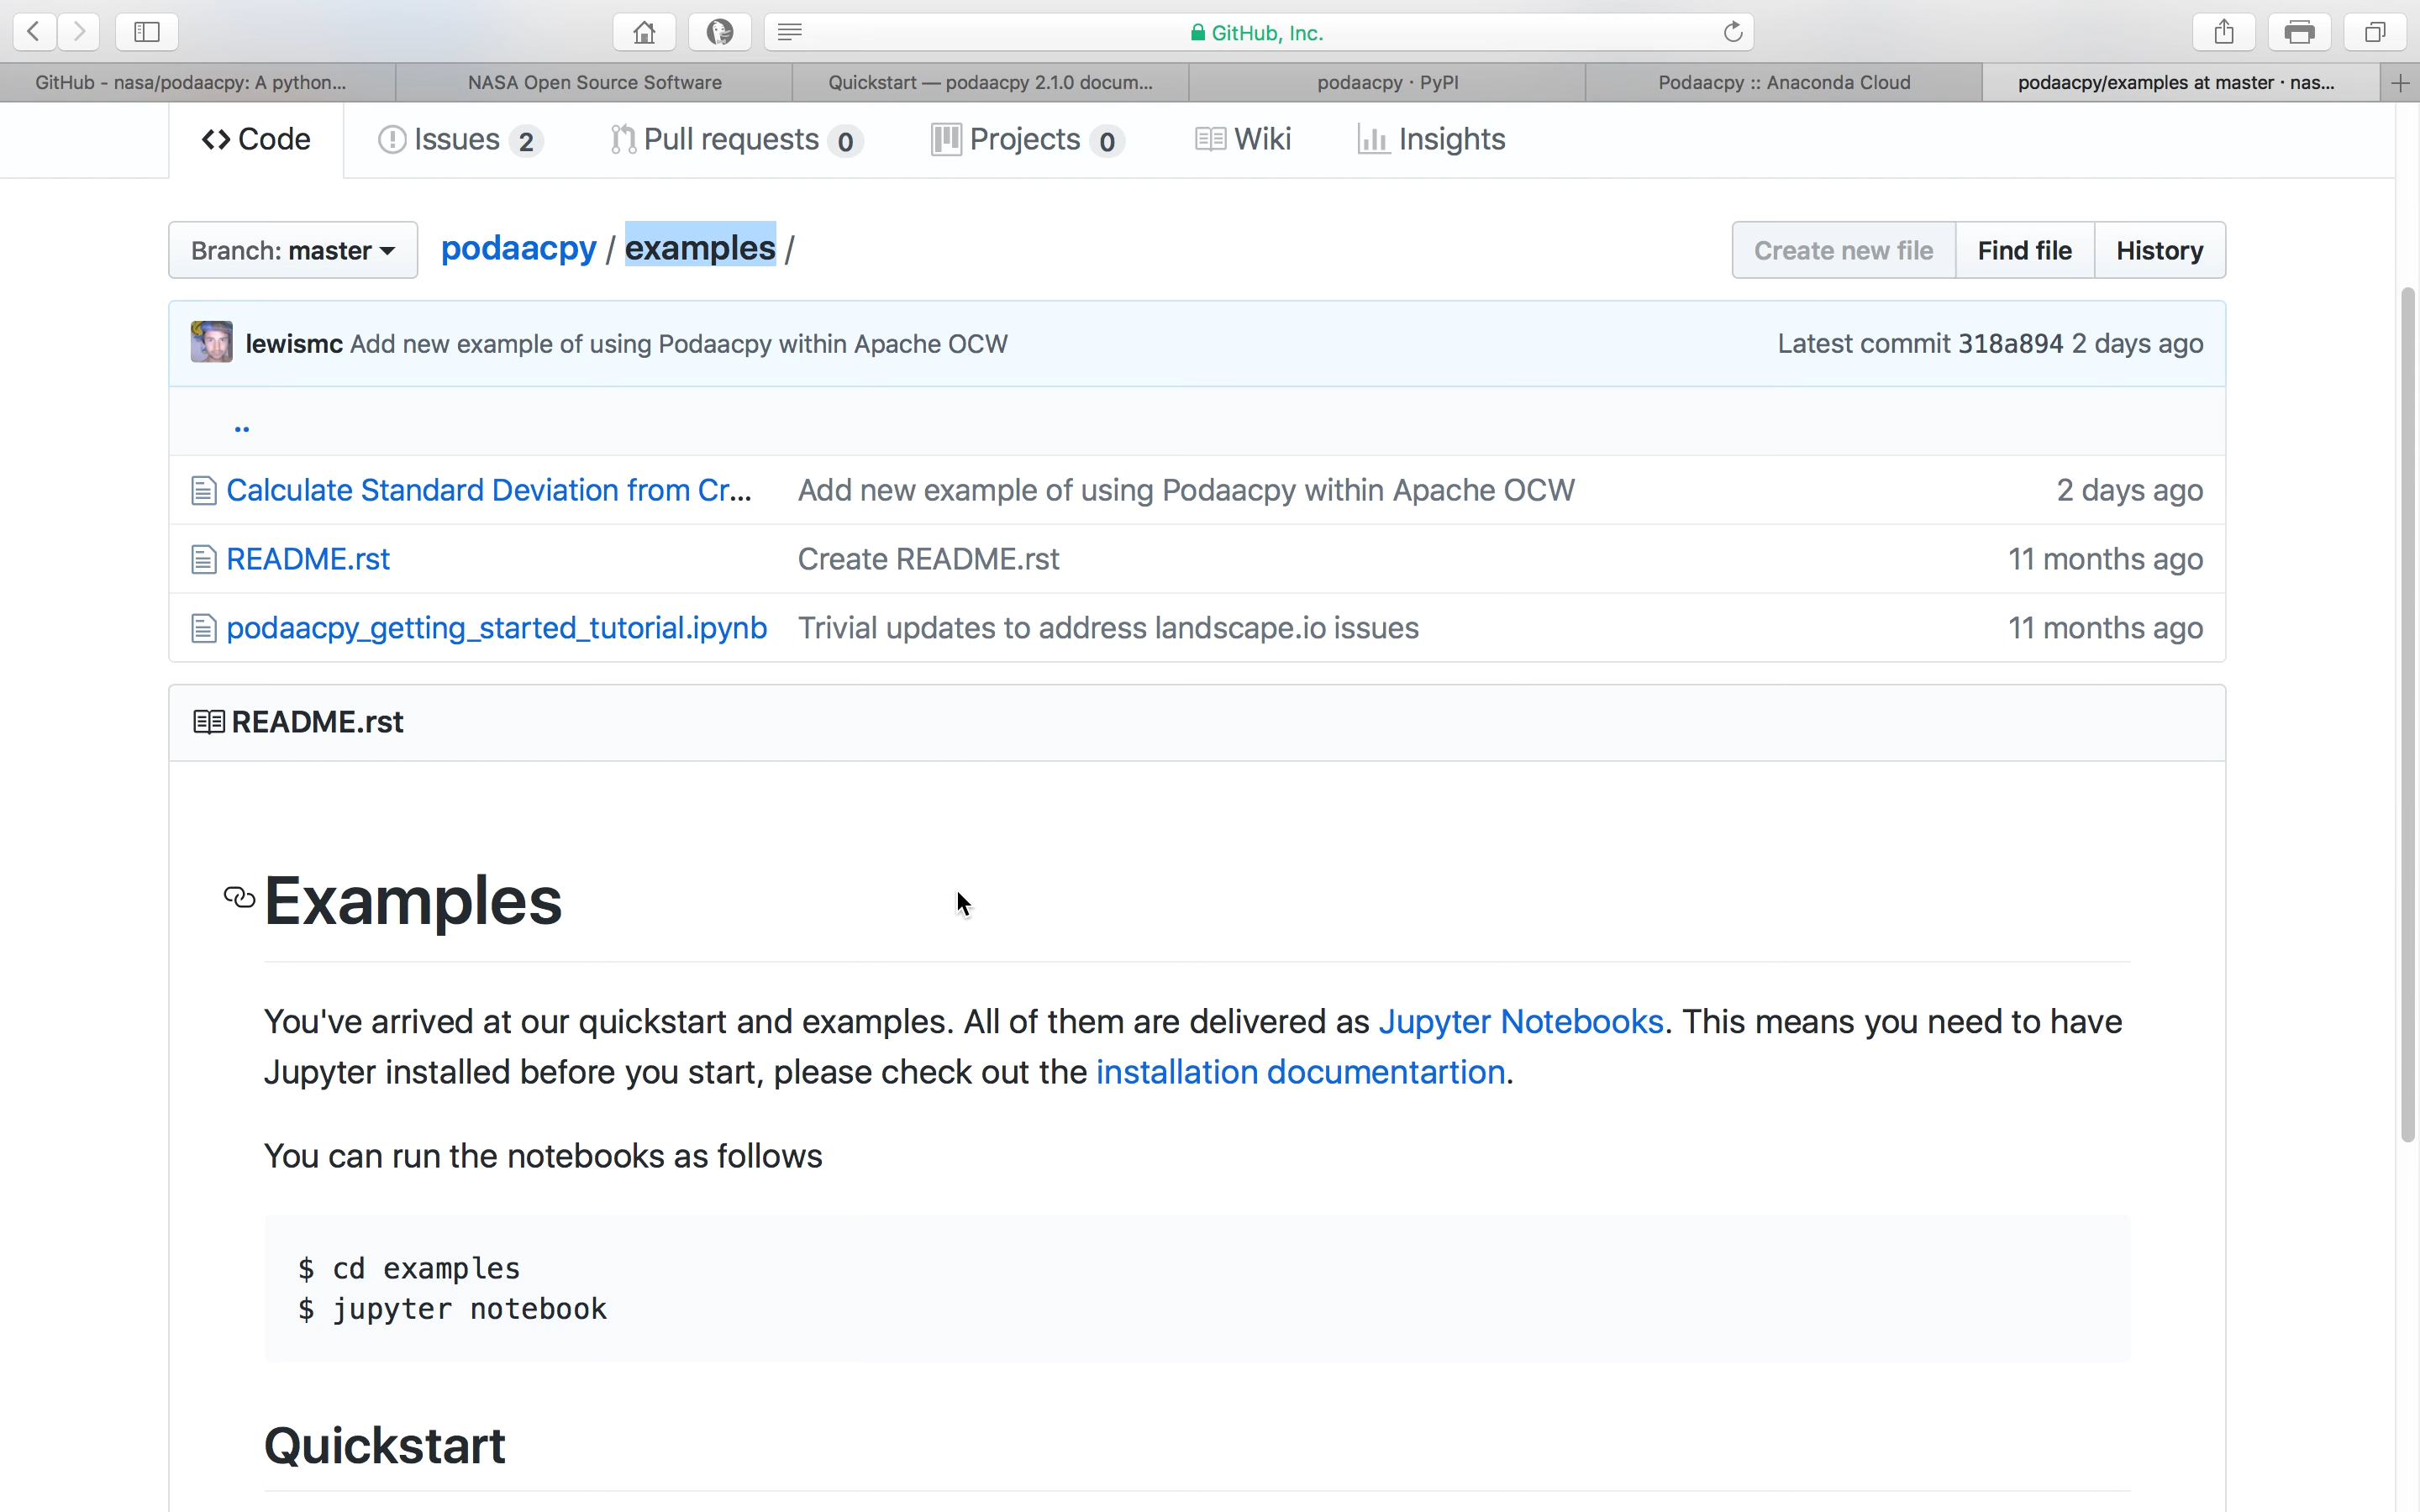 GitHub, Inc.
GitHub - nasa/podaacpy: A python...
NASA Open Source Software
Quickstart — podaacpy 2.1.0 docum...
podaacpy · PyPI
Podaacpy :: Anaconda Cloud
podaacpy/examples at master · nas...
Code
Issues 2
Pull requests 0
Projects 0
Wiki
Insights
Branch: master
podaacpy / examples /
Create new file
Find file
History
lewismc Add new example of using Podaacpy within Apache OCW
Latest commit 318a894 2 days ago
..
Calculate Standard Deviation from Cr... Add new example of using Podaacpy within Apache OCW 2 days ago
README.rst Create README.rst 11 months ago
podaacpy_getting_started_tutorial.ipynb Trivial updates to address landscape.io issues 11 months ago
README.rst
Examples
You've arrived at our quickstart and examples. All of them are delivered as Jupyter Notebooks. This means you need to have
Jupyter installed before you start, please check out the installation documentartion.
You can run the notebooks as follows
$ cd examples
$ jupyter notebook
Quickstart